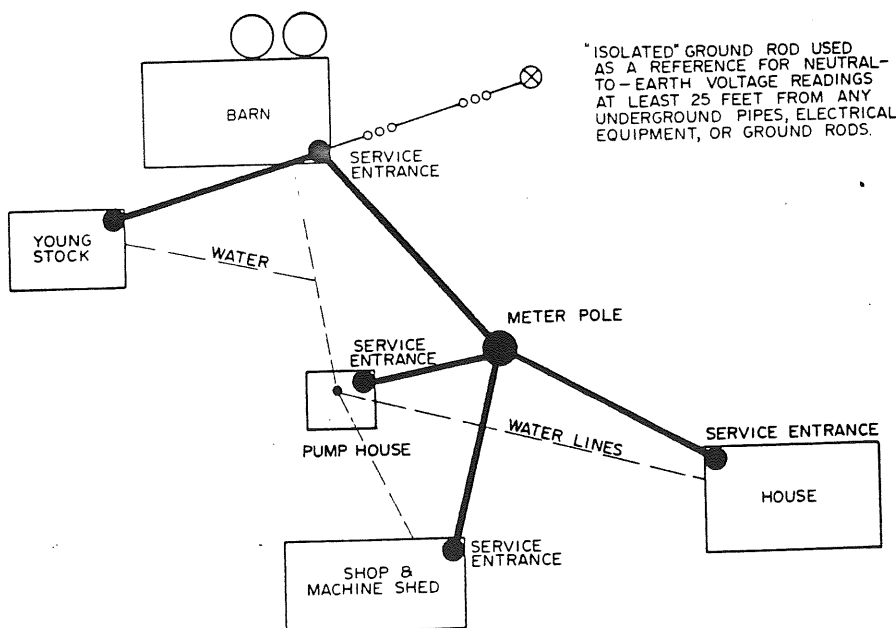 "ISOLATED" GROUND ROD USED
AS A REFERENCE FOR NEUTRAL-
TO-EARTH VOLTAGE READINGS
AT LEAST 25 FEET FROM ANY
UNDERGROUND PIPES, ELECTRICAL
EQUIPMENT, OR GROUND RODS.
BARN
SERVICE
ENTRANCE
YOUNG
STOCK
WATER
METER POLE
SERVICE
ENTRANCE
PUMP HOUSE
WATER LINES
SERVICE ENTRANCE
HOUSE
SERVICE
ENTRANCE
SHOP &
MACHINE SHED